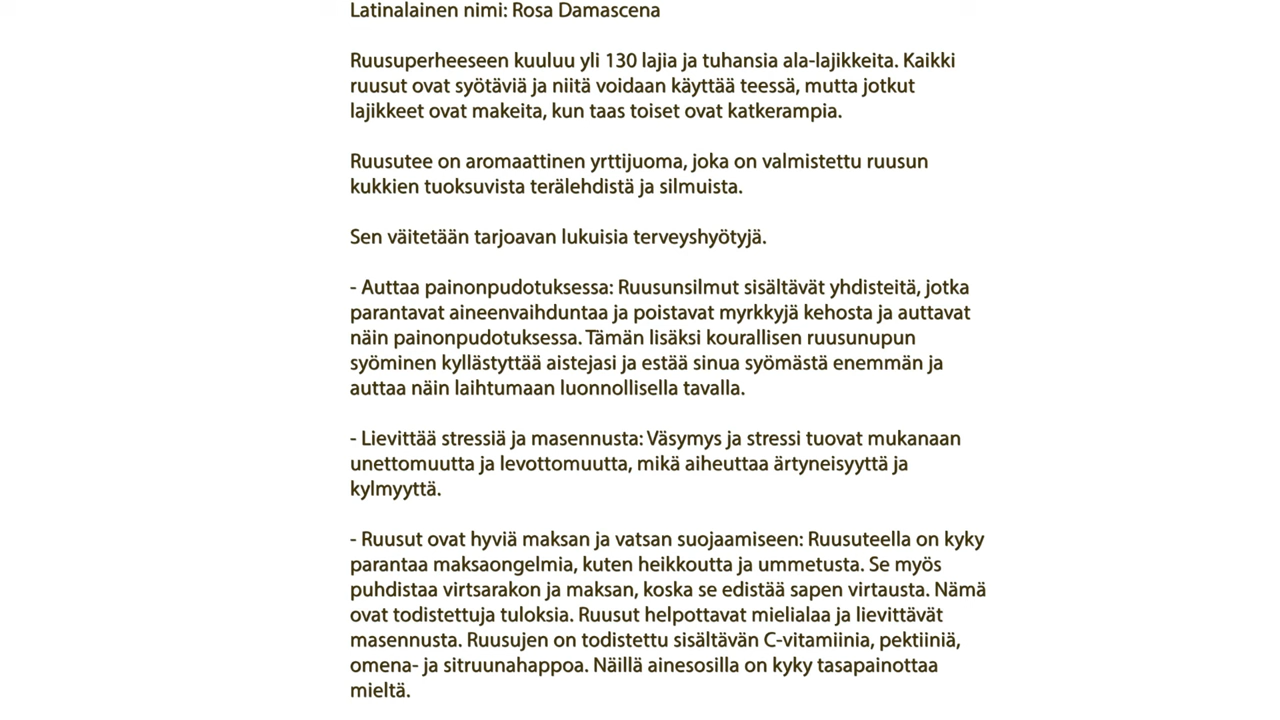 Latinalainen nimi: Rosa Damascena
Ruusuperheeseen kuuluu yli 130 lajia ja tuhansia ala-lajikkeita. Kaikki
ruusut ovat syötäviä ja niitä voidaan käyttää teessä, mutta jotkut
lajikkeet ovat makeita, kun taas toiset ovat katkerampia.
Ruusutee on aromaattinen yrttijuoma, joka on valmistettu ruusun
kukkien tuoksuvista terälehdistä ja silmuista.
Sen väitetään tarjoavan lukuisia terveyshyötyjä.
- Auttaa painonpudotuksessa: Ruusunsilmut sisältävät yhdisteitä, jotka
parantavat aineenvaihduntaa ja poistavat myrkkyjä kehosta ja auttavat
näin painonpudotuksessa. Tämän lisäksi kourallisen ruusunupun
syöminen kyllästyttää aistejasi ja estää sinua syömästä enemmän ja
auttaa näin laihtumaan luonnollisella tavalla.
- Lievittää stressiä ja masennusta: Väsymys ja stressi tuovat mukanaan
unettomuutta ja levottomuutta, mikä aiheuttaa ärtyneisyyttä ja
kylmyyttä.
- Ruusut ovat hyviä maksan ja vatsan suojaamiseen: Ruusuteella on kyky
parantaa maksaongelmia, kuten heikkoutta ja ummetusta. Se myös
puhdistaa virtsarakon ja maksan, koska se edistää sapen virtausta. Nämä
ovat todistettuja tuloksia. Ruusut helpottavat mielialaa ja lievittävät
masennusta. Ruusujen on todistettu sisältävän C-vitamiinia, pektiiniä,
omena- ja sitruunahappoa. Näillä ainesosilla on kyky tasapainottaa
mieltä.